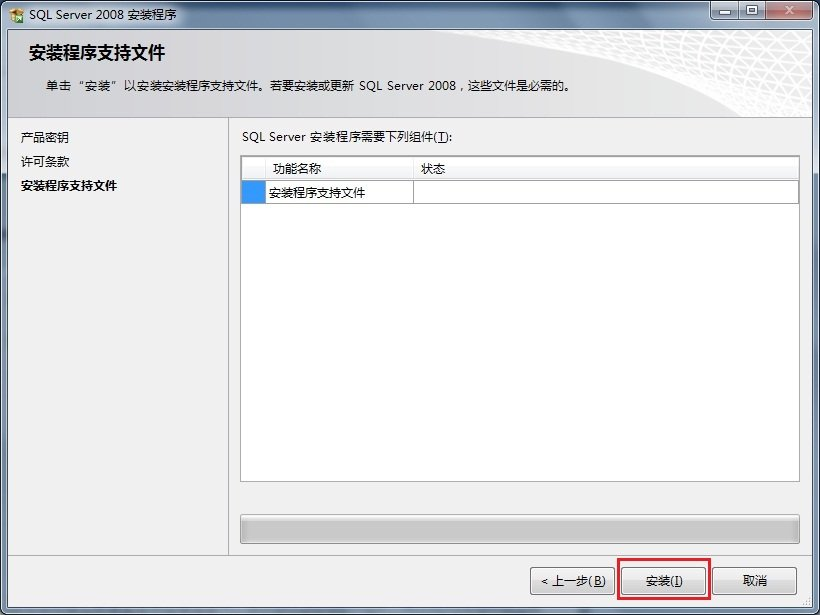 SQL Server 2008 安装程序
安装程序支持文件
单击“安装”以安装安装程序支持文件。若要安装或更新 SQL Server 2008，这些文件是必需的。
产品密钥
许可条款
安装程序支持文件
SQL Server 安装程序需要下列组件(T):
功能名称 状态
安装程序支持文件
< 上一步(B) 安装(I) 取消